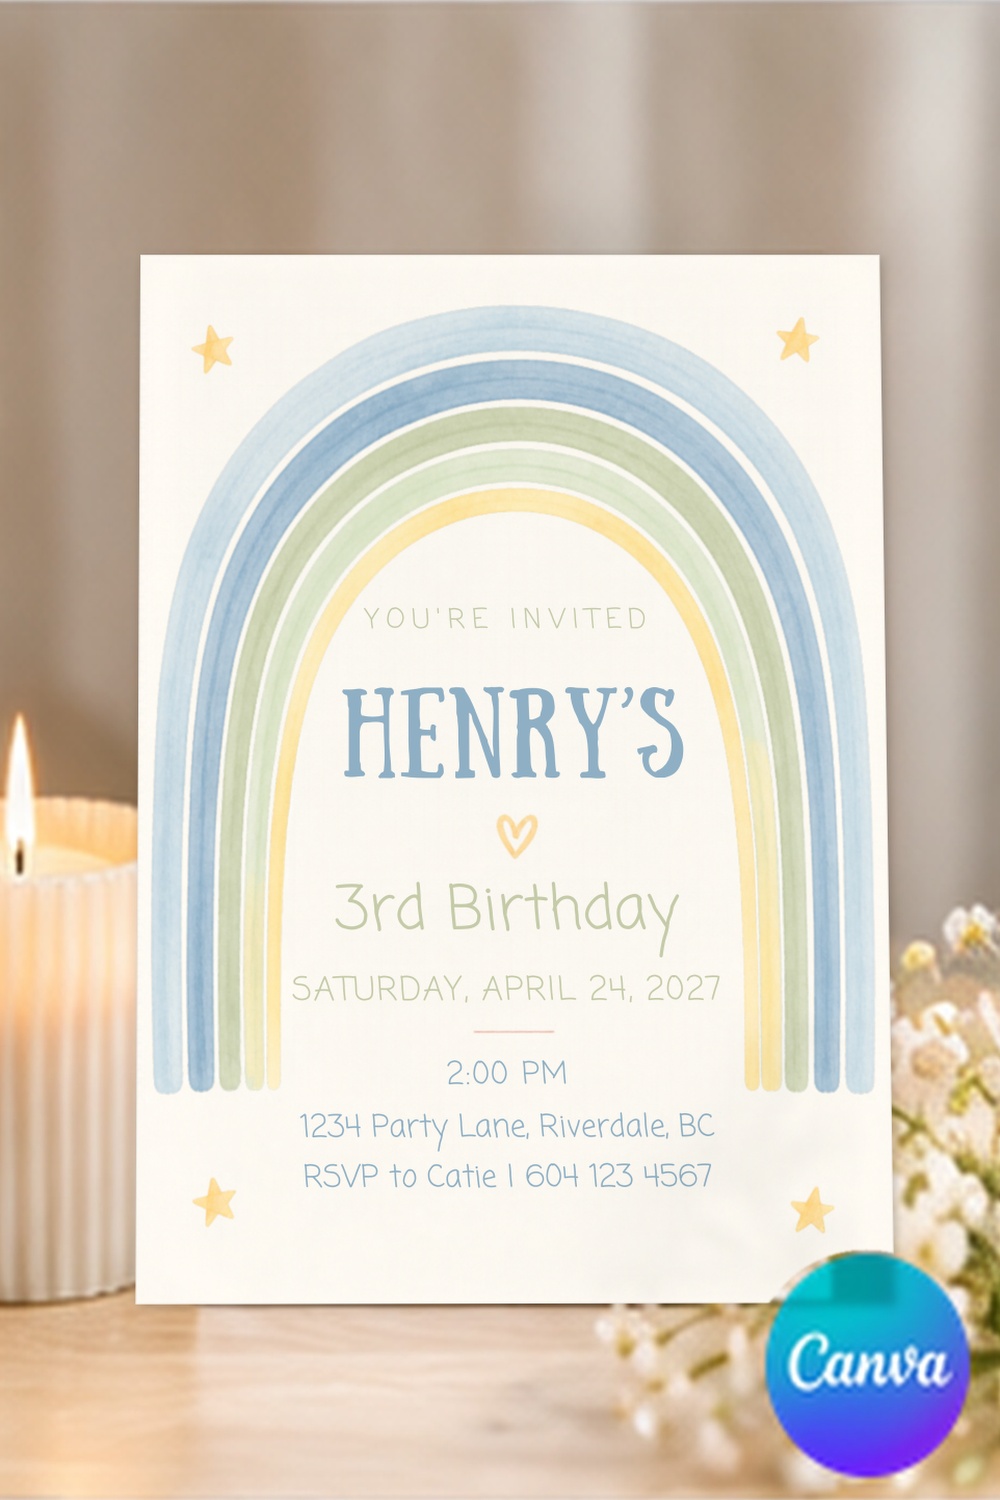 YOU'RE INVITED
HENRY'S
3rd Birthday
SATURDAY, APRIL 24, 2027
2:00 PM
1234 Party Lane, Riverdale, BC
RSVP to Catie | 604 123 4567
Canva